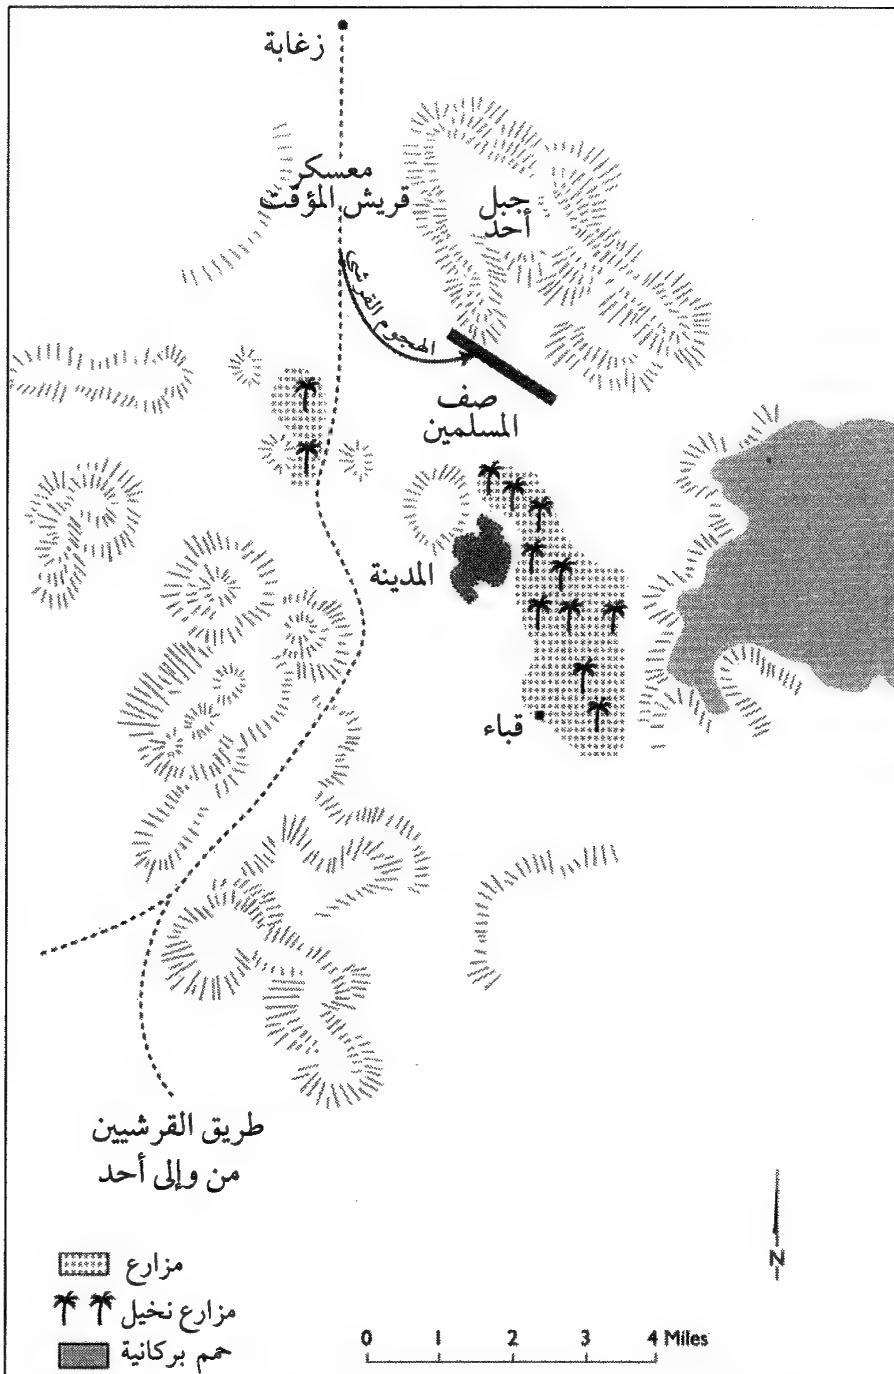 زغابة
معسكر
قريش المؤقت
جبل
أحد
الهجوم القرشي
صف
المسلمين
المدينة
قباء
طريق القرشيين
من وإلى أحد
مزارع
مزارع نخيل
حمم بركانية
N
0 1 2 3 4 Miles